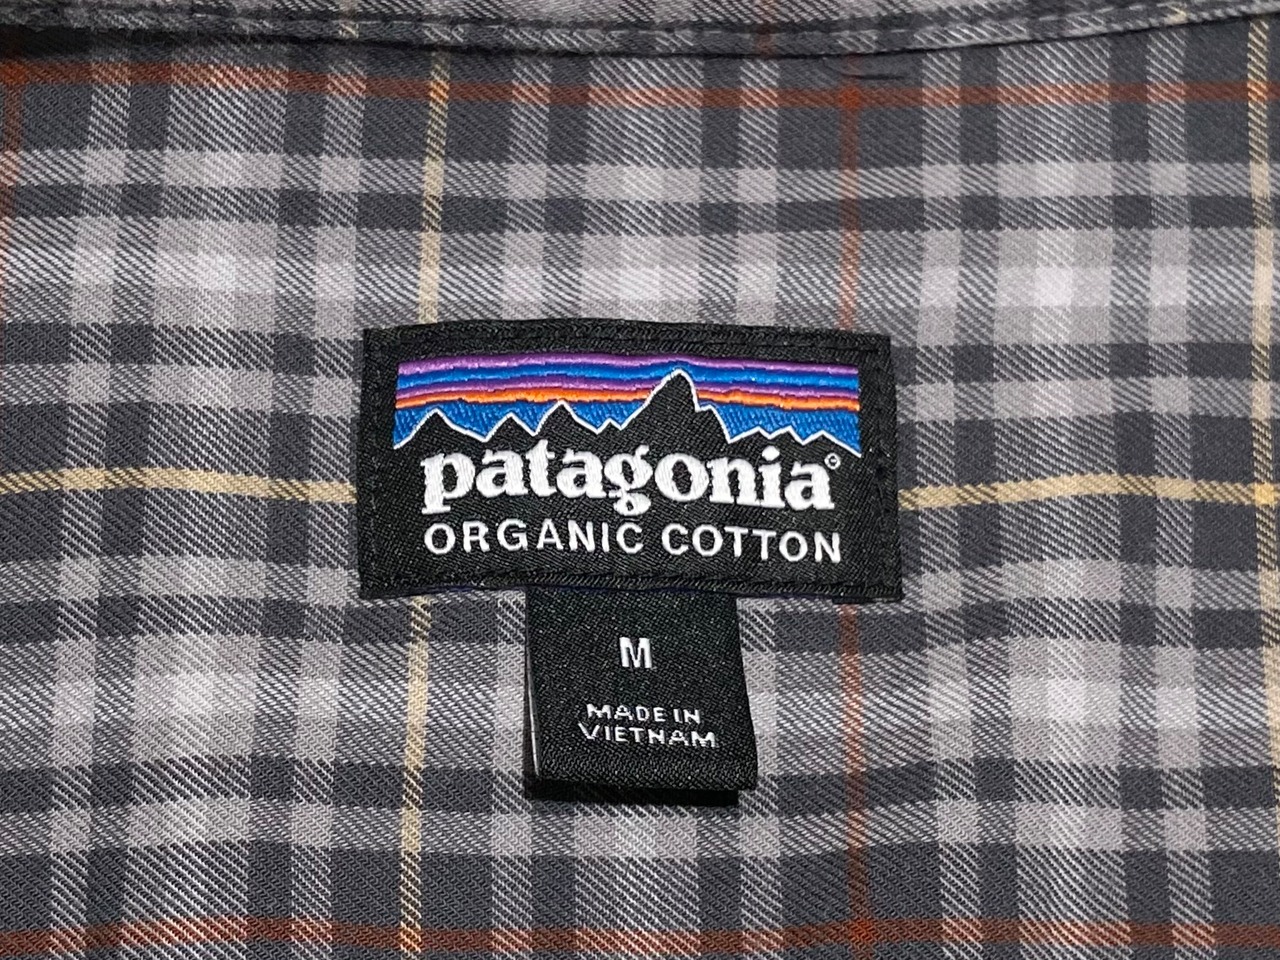 patagonia®
ORGANIC COTTON
M
MADE IN
VIETNAM